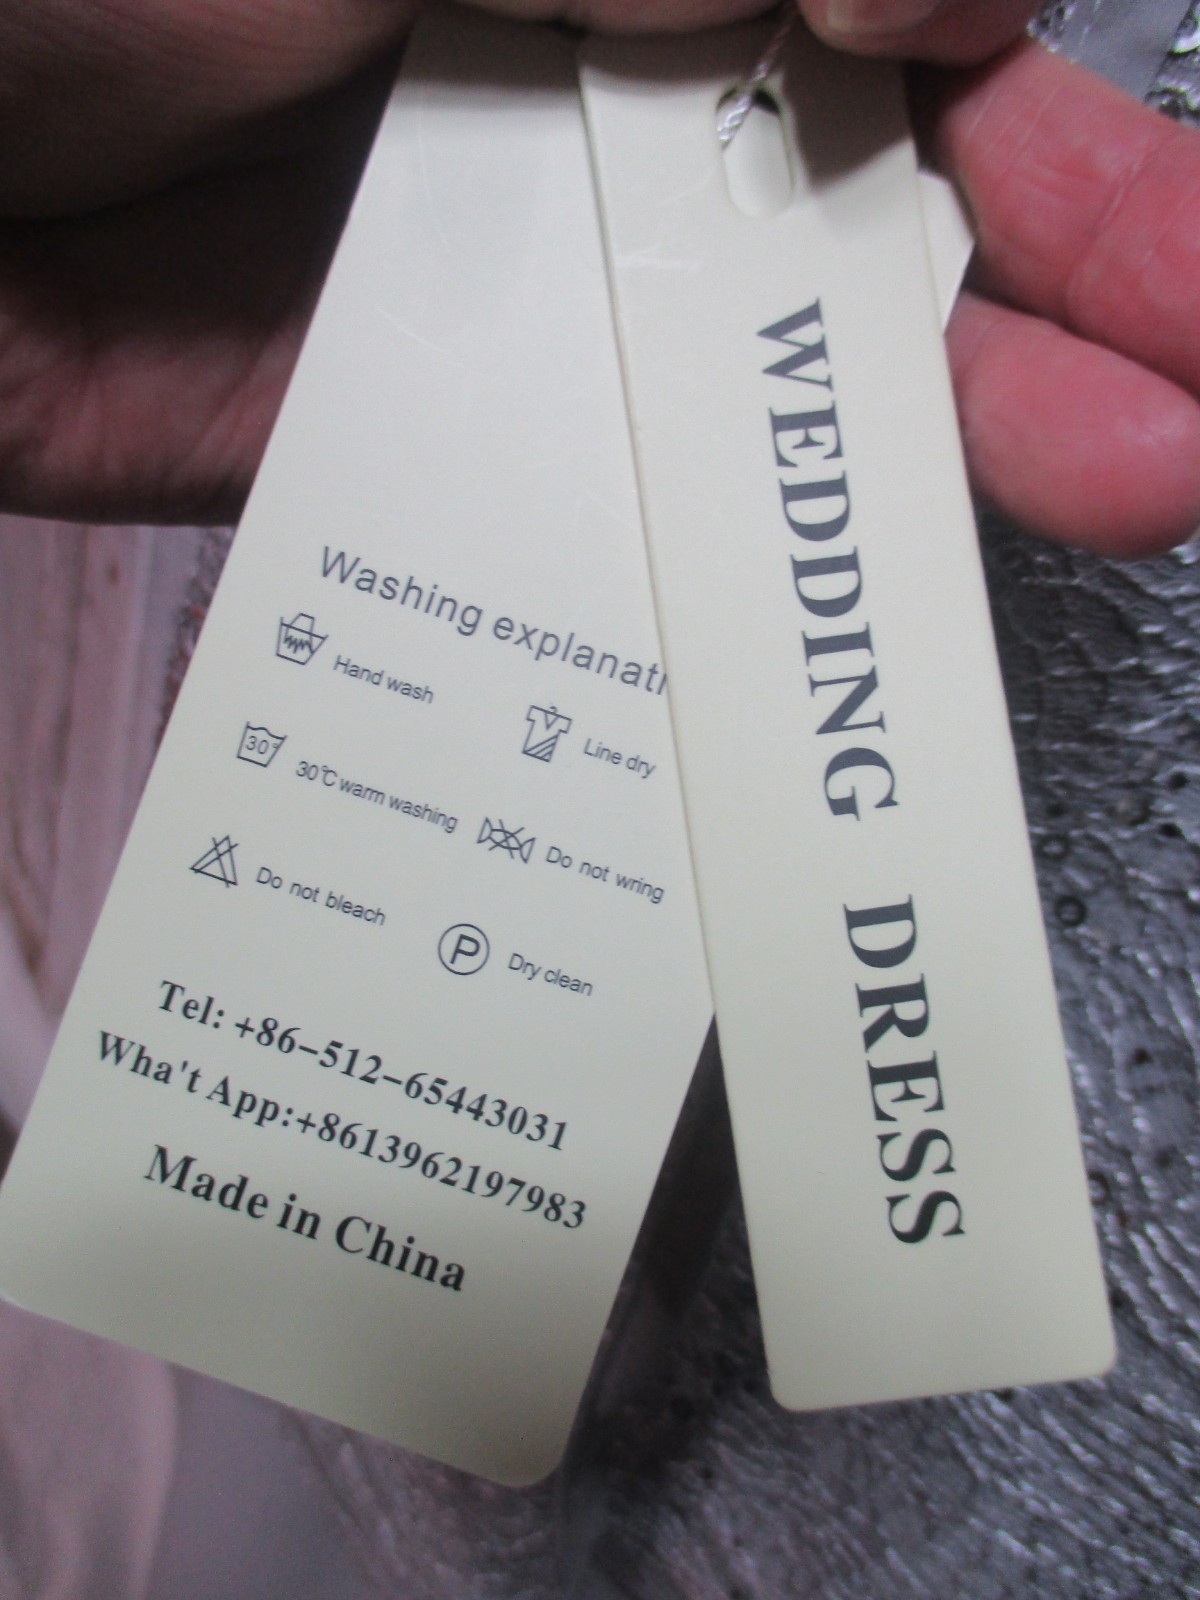 Washing explanati
Hand wash
Line dry
30°
30℃ warm washing
Do not wring
Do not bleach
P
Dry clean
Tel: +86-512-65443031
Wha't App:+8613962197983
Made in China
WEDDING DRESS